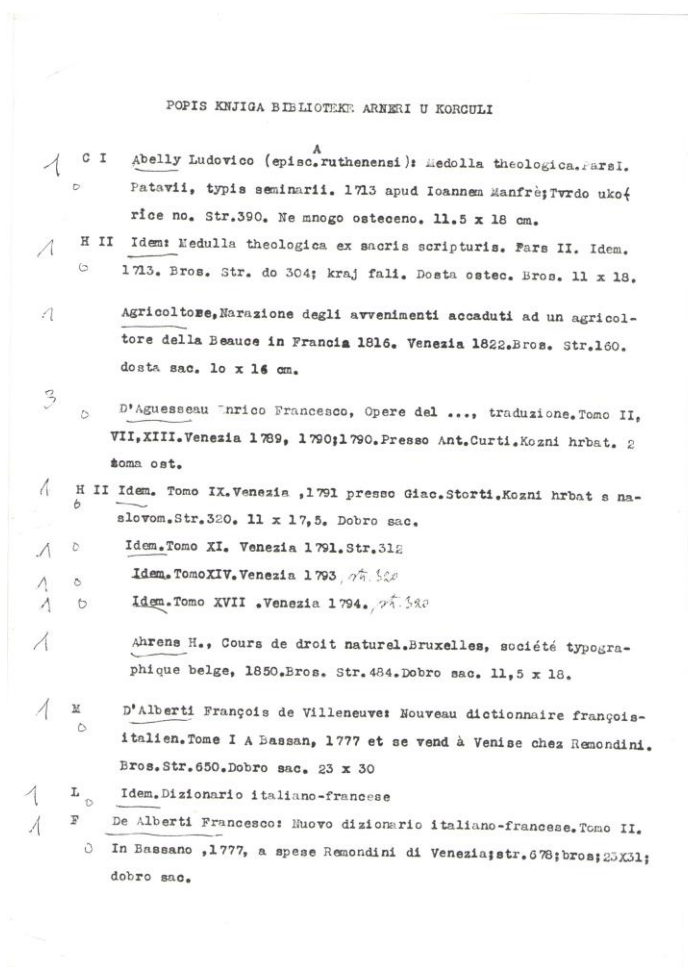 POPIS KNJIGA BIBLIOTEKE ARNERI U KORCULI
A
1 C I Abelly Ludovico (episc.ruthenensi): Medolla theologica.ParsI.
o Patavii, typis seminarii. 1713 apud Ioannem Manfrè;Tvrdo uko{
rice no. Str.390. Ne mnogo osteceno. 11.5 x 18 cm.
1 H II Idem: Medulla theologica ex sacris scripturis. Pars II. Idem.
o 1713. Bros. Str. do 304; kraj fali. Dosta ostec. Bros. 11 x 18.
1 Agricoltore,Narazione degli avvenimenti accaduti ad un agricol-
tore della Beauce in Francia 1816. Venezia 1822.Bros. Str.160.
dosta sac. lo x 16 cm.
3
o D'Aguesseau Enrico Francesco, Opere del ..., traduzione.Tomo II,
VII,XIII.Venezia 1789, 1790;1790.Presso Ant.Curti.Kozni hrbat. 2
toma ost.
1 H II Idem. Tomo IX.Venezia ,1791 presso Giac.Storti.Kozni hrbat s na-
o slovom.Str.320. 11 x 17,5. Dobro sac.
1 o Idem.Tomo XI. Venezia 1791.Str.312
1 o Idem.TomoXIV.Venezia 1793, str. 320
1 o Idem.Tomo XVII .Venezia 1794., str. 320
1 Ahrens H., Cours de droit naturel.Bruxelles, société typogra-
phique belge, 1850.Bros. Str.484.Dobro sac. 11,5 x 18.
1 M D'Alberti François de Villeneuve: Nouveau dictionnaire françois-
o italien.Tome I A Bassan, 1777 et se vend à Venise chez Remondini.
Bros.Str.650.Dobro sac. 23 x 30
1 L o Idem.Dizionario italiano-francese
1 F De Alberti Francesco: Nuovo dizionario italiano-francese.Tomo II.
o In Bassano ,1777, a spese Remondini di Venezia;str.678;bros;23X31;
dobro sac.